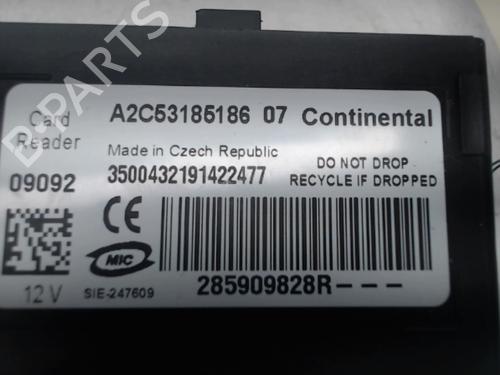 Card Reader
A2C53185186 07 Continental
Made in Czech Republic
3500432191422477
DO NOT DROP
RECYCLE IF DROPPED
09092
CE
MIC
12 V
SIE-247609
285909828R---
B-PARTS